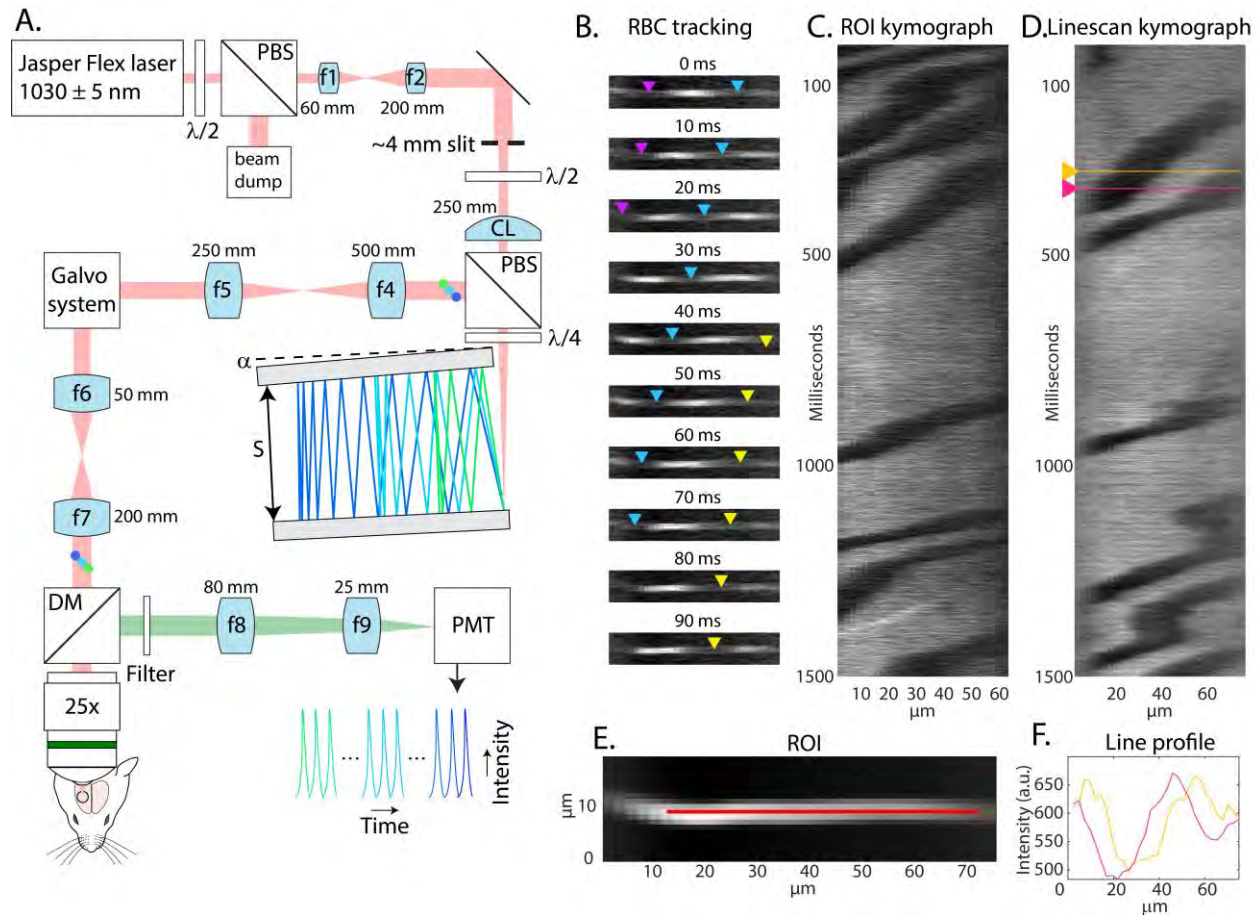 A.
Jasper Flex laser
1030 ± 5 nm
λ/2
PBS
beam
dump
f1
60 mm
f2
200 mm
~4 mm slit
λ/2
250 mm
CL
PBS
λ/4
500 mm
f4
250 mm
f5
Galvo
system
f6
50 mm
f7
200 mm
α
S
DM
Filter
80 mm
f8
25 mm
f9
PMT
25x
Intensity
Time
... ...
B.
RBC tracking
0 ms
10 ms
20 ms
30 ms
40 ms
50 ms
60 ms
70 ms
80 ms
90 ms
C. ROI kymograph
100
500
Milliseconds
1000
1500
0 10 20 30 40 50 60
μm
D. Linescan kymograph
100
500
Milliseconds
1000
1500
20 40 60
μm
E.
ROI
μm
10
0
10 20 30 40 50 60 70
μm
F.
Line profile
Intensity (a.u.)
650
600
550
500
0 20 40 60
μm